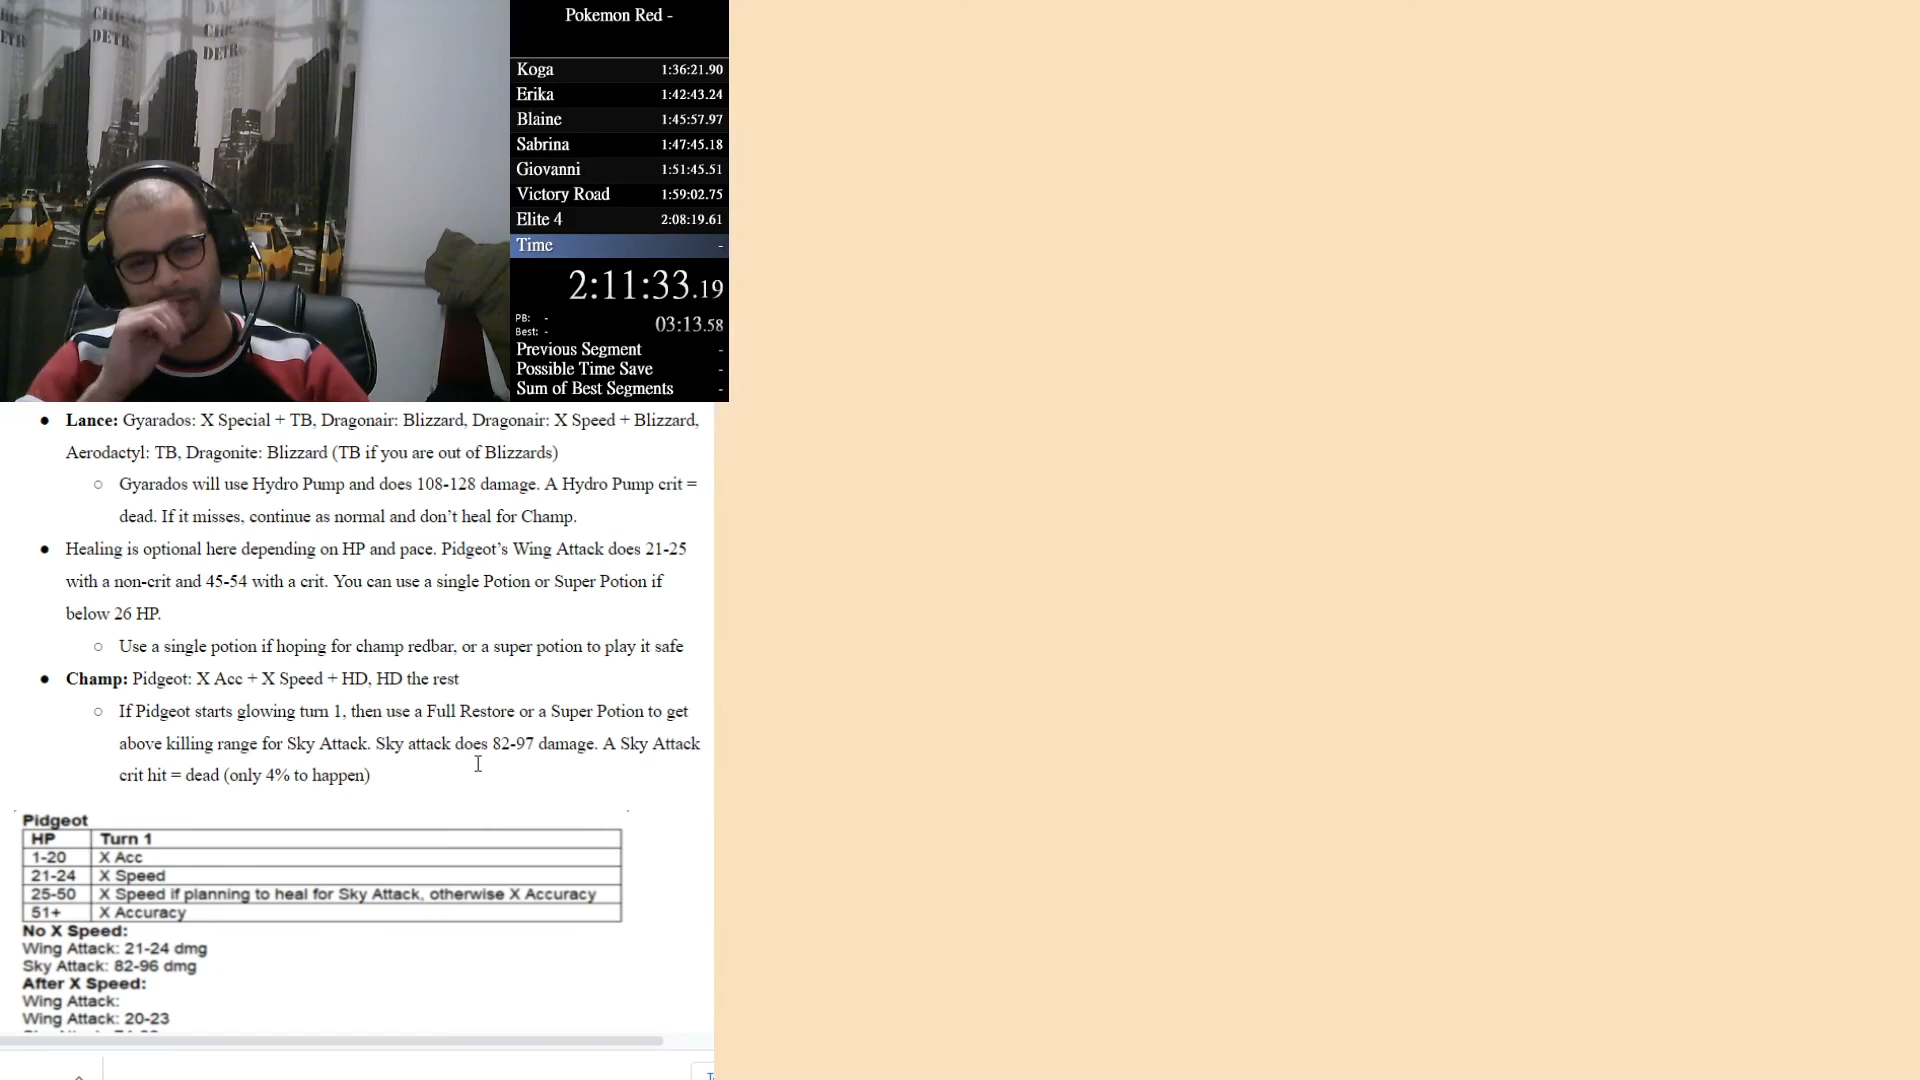 Pokemon Red -
Koga 1:36:21.90
Erika 1:42:43.24
Blaine 1:45:57.97
Sabrina 1:47:45.18
Giovanni 1:51:45.51
Victory Road 1:59:02.75
Elite 4 2:08:19.61
Time -
2:11:33.19
PB: -
Best: -
03:13.58
Previous Segment -
Possible Time Save -
Sum of Best Segments -
CHICAGO
DETR
DETR
● Lance: Gyarados: X Special + TB, Dragonair: Blizzard, Dragonair: X Speed + Blizzard,
Aerodactyl: TB, Dragonite: Blizzard (TB if you are out of Blizzards)
○ Gyarados will use Hydro Pump and does 108-128 damage. A Hydro Pump crit =
dead. If it misses, continue as normal and don’t heal for Champ.
● Healing is optional here depending on HP and pace. Pidgeot’s Wing Attack does 21-25
with a non-crit and 45-54 with a crit. You can use a single Potion or Super Potion if
below 26 HP.
○ Use a single potion if hoping for champ redbar, or a super potion to play it safe
● Champ: Pidgeot: X Acc + X Speed + HD, HD the rest
○ If Pidgeot starts glowing turn 1, then use a Full Restore or a Super Potion to get
above killing range for Sky Attack. Sky attack does 82-97 damage. A Sky Attack
crit hit = dead (only 4% to happen)
Pidgeot
HP Turn 1
1-20 X Acc
21-24 X Speed
25-50 X Speed if planning to heal for Sky Attack, otherwise X Accuracy
51+ X Accuracy
No X Speed:
Wing Attack: 21-24 dmg
Sky Attack: 82-96 dmg
After X Speed:
Wing Attack:
Wing Attack: 20-23